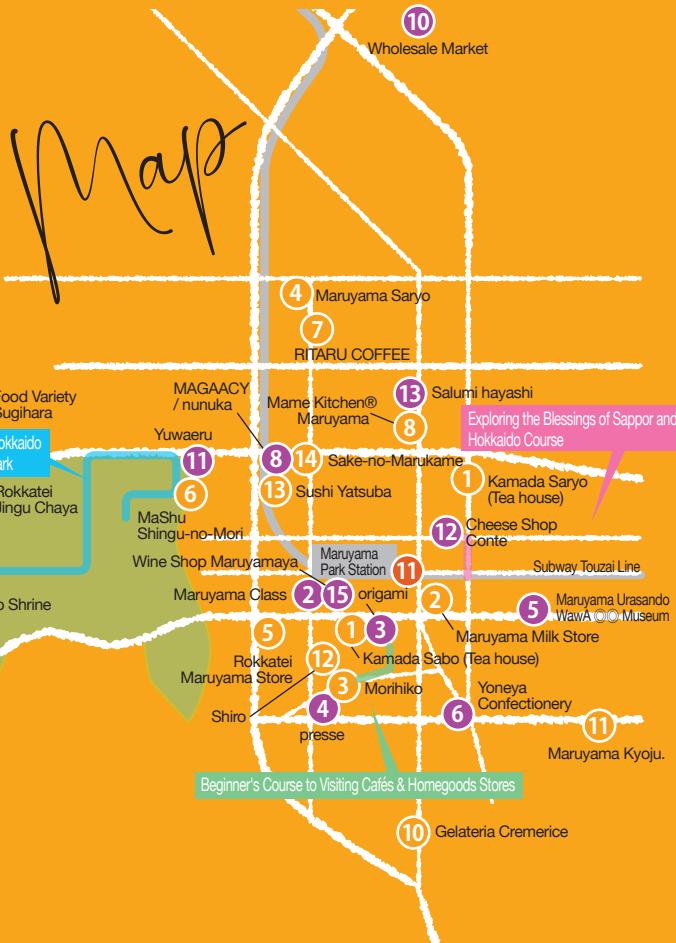 10
Wholesale Market
Map
4 Maruyama Saryo
7
RITARU COFFEE
Food Variety
Sugihara
MAGAACY
/ nunuka
Mame Kitchen®
Maruyama
13 Salumi hayashi
8
Exploring the Blessings of Sappor and
Hokkaido Course
okkaido
ark
Yuwaeru
11
8
14
Sake-no-Marukame
Rokkatei
Jingu Chaya
6
13 Sushi Yatsuba
1 Kamada Saryo
(Tea house)
MaShu
Shingu-no-Mori
12 Cheese Shop
Conte
Wine Shop Maruyamaya
Maruyama
Park Station
11
Subway Touzai Line
o Shrine
Maruyama Class 2
15 origami
2
Maruyama Milk Store
5 Maruyama Urasando
WawA ◎◎ Museum
5
Rokkatei
Maruyama Store
1
3
Kamada Sabo (Tea house)
12
3 Morihiko
Shiro
4
presse
6
Yoneya
Confectionery
11
Maruyama Kyoju.
Beginner's Course to Visiting Cafés & Homegoods Stores
10 Gelateria Cremerice